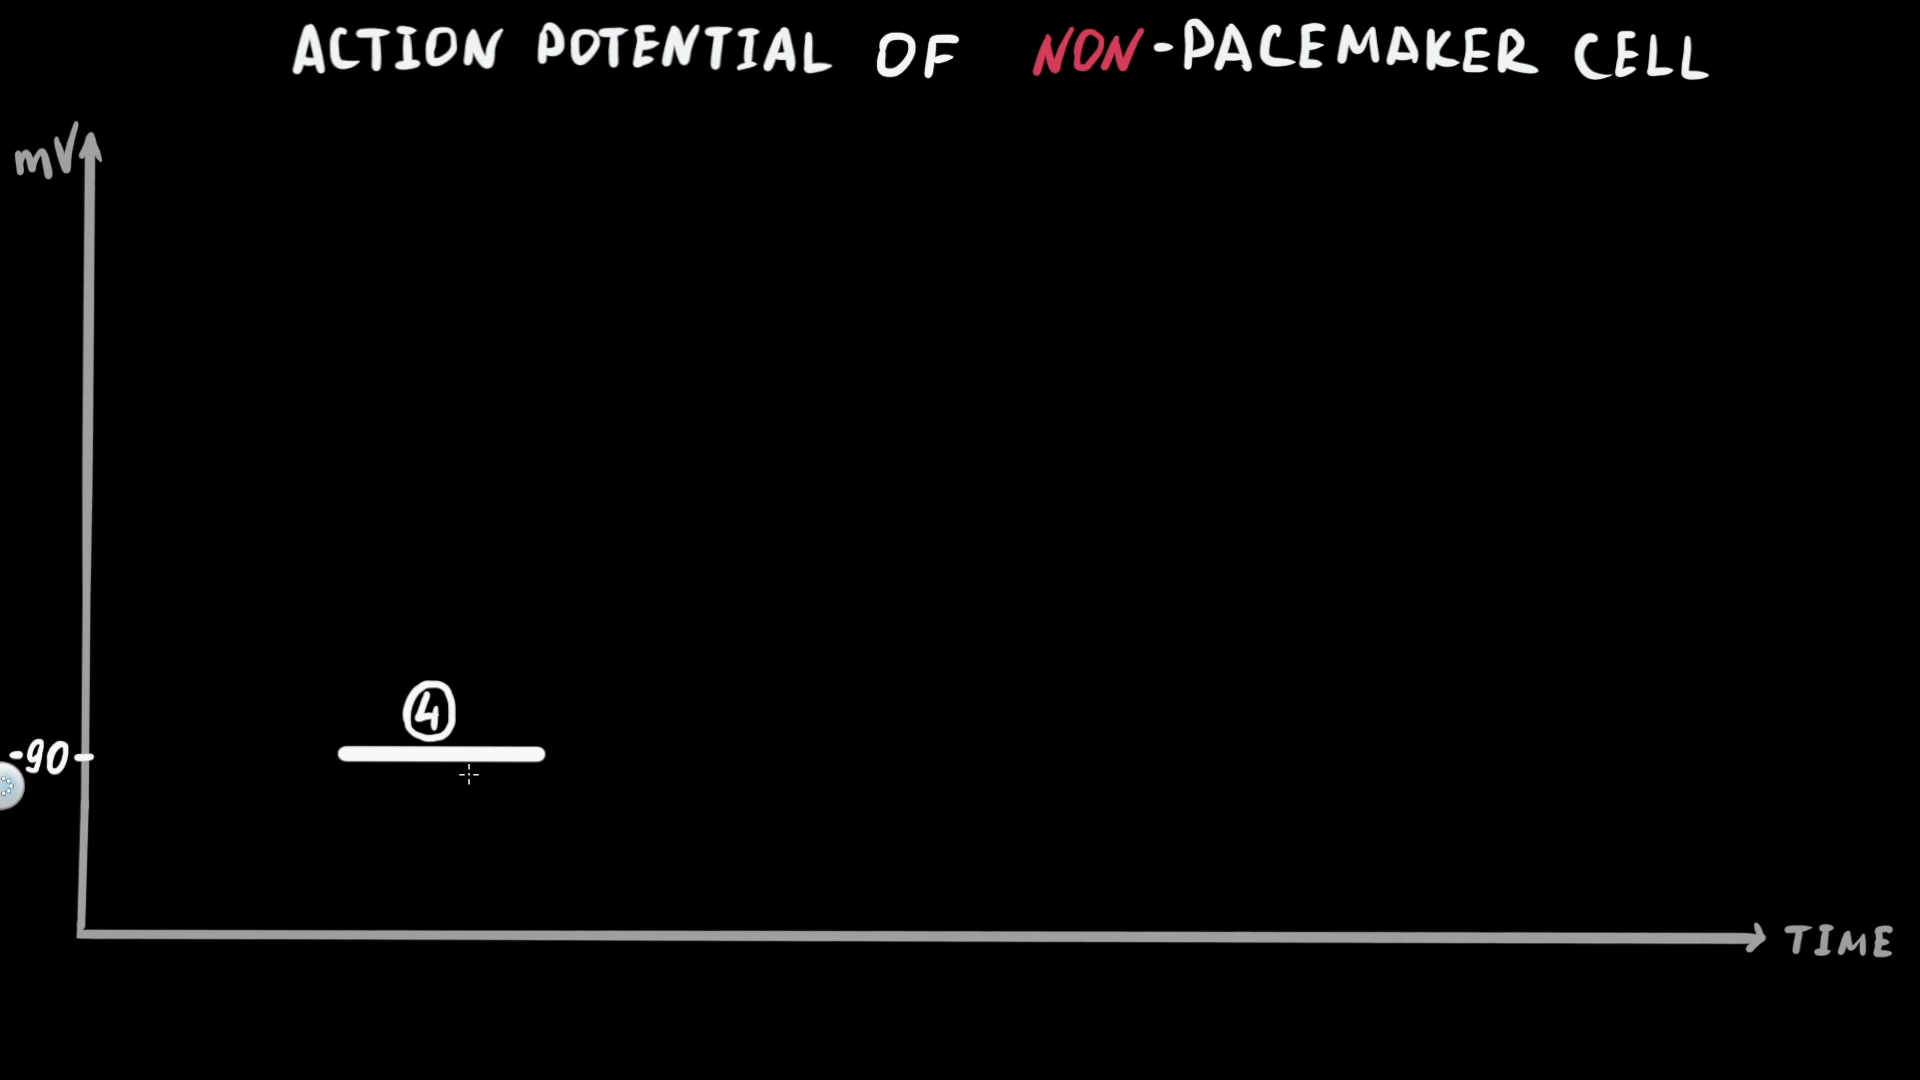 ACTION POTENTIAL OF NON-PACEMAKER CELL
mV
④
-90
TIME